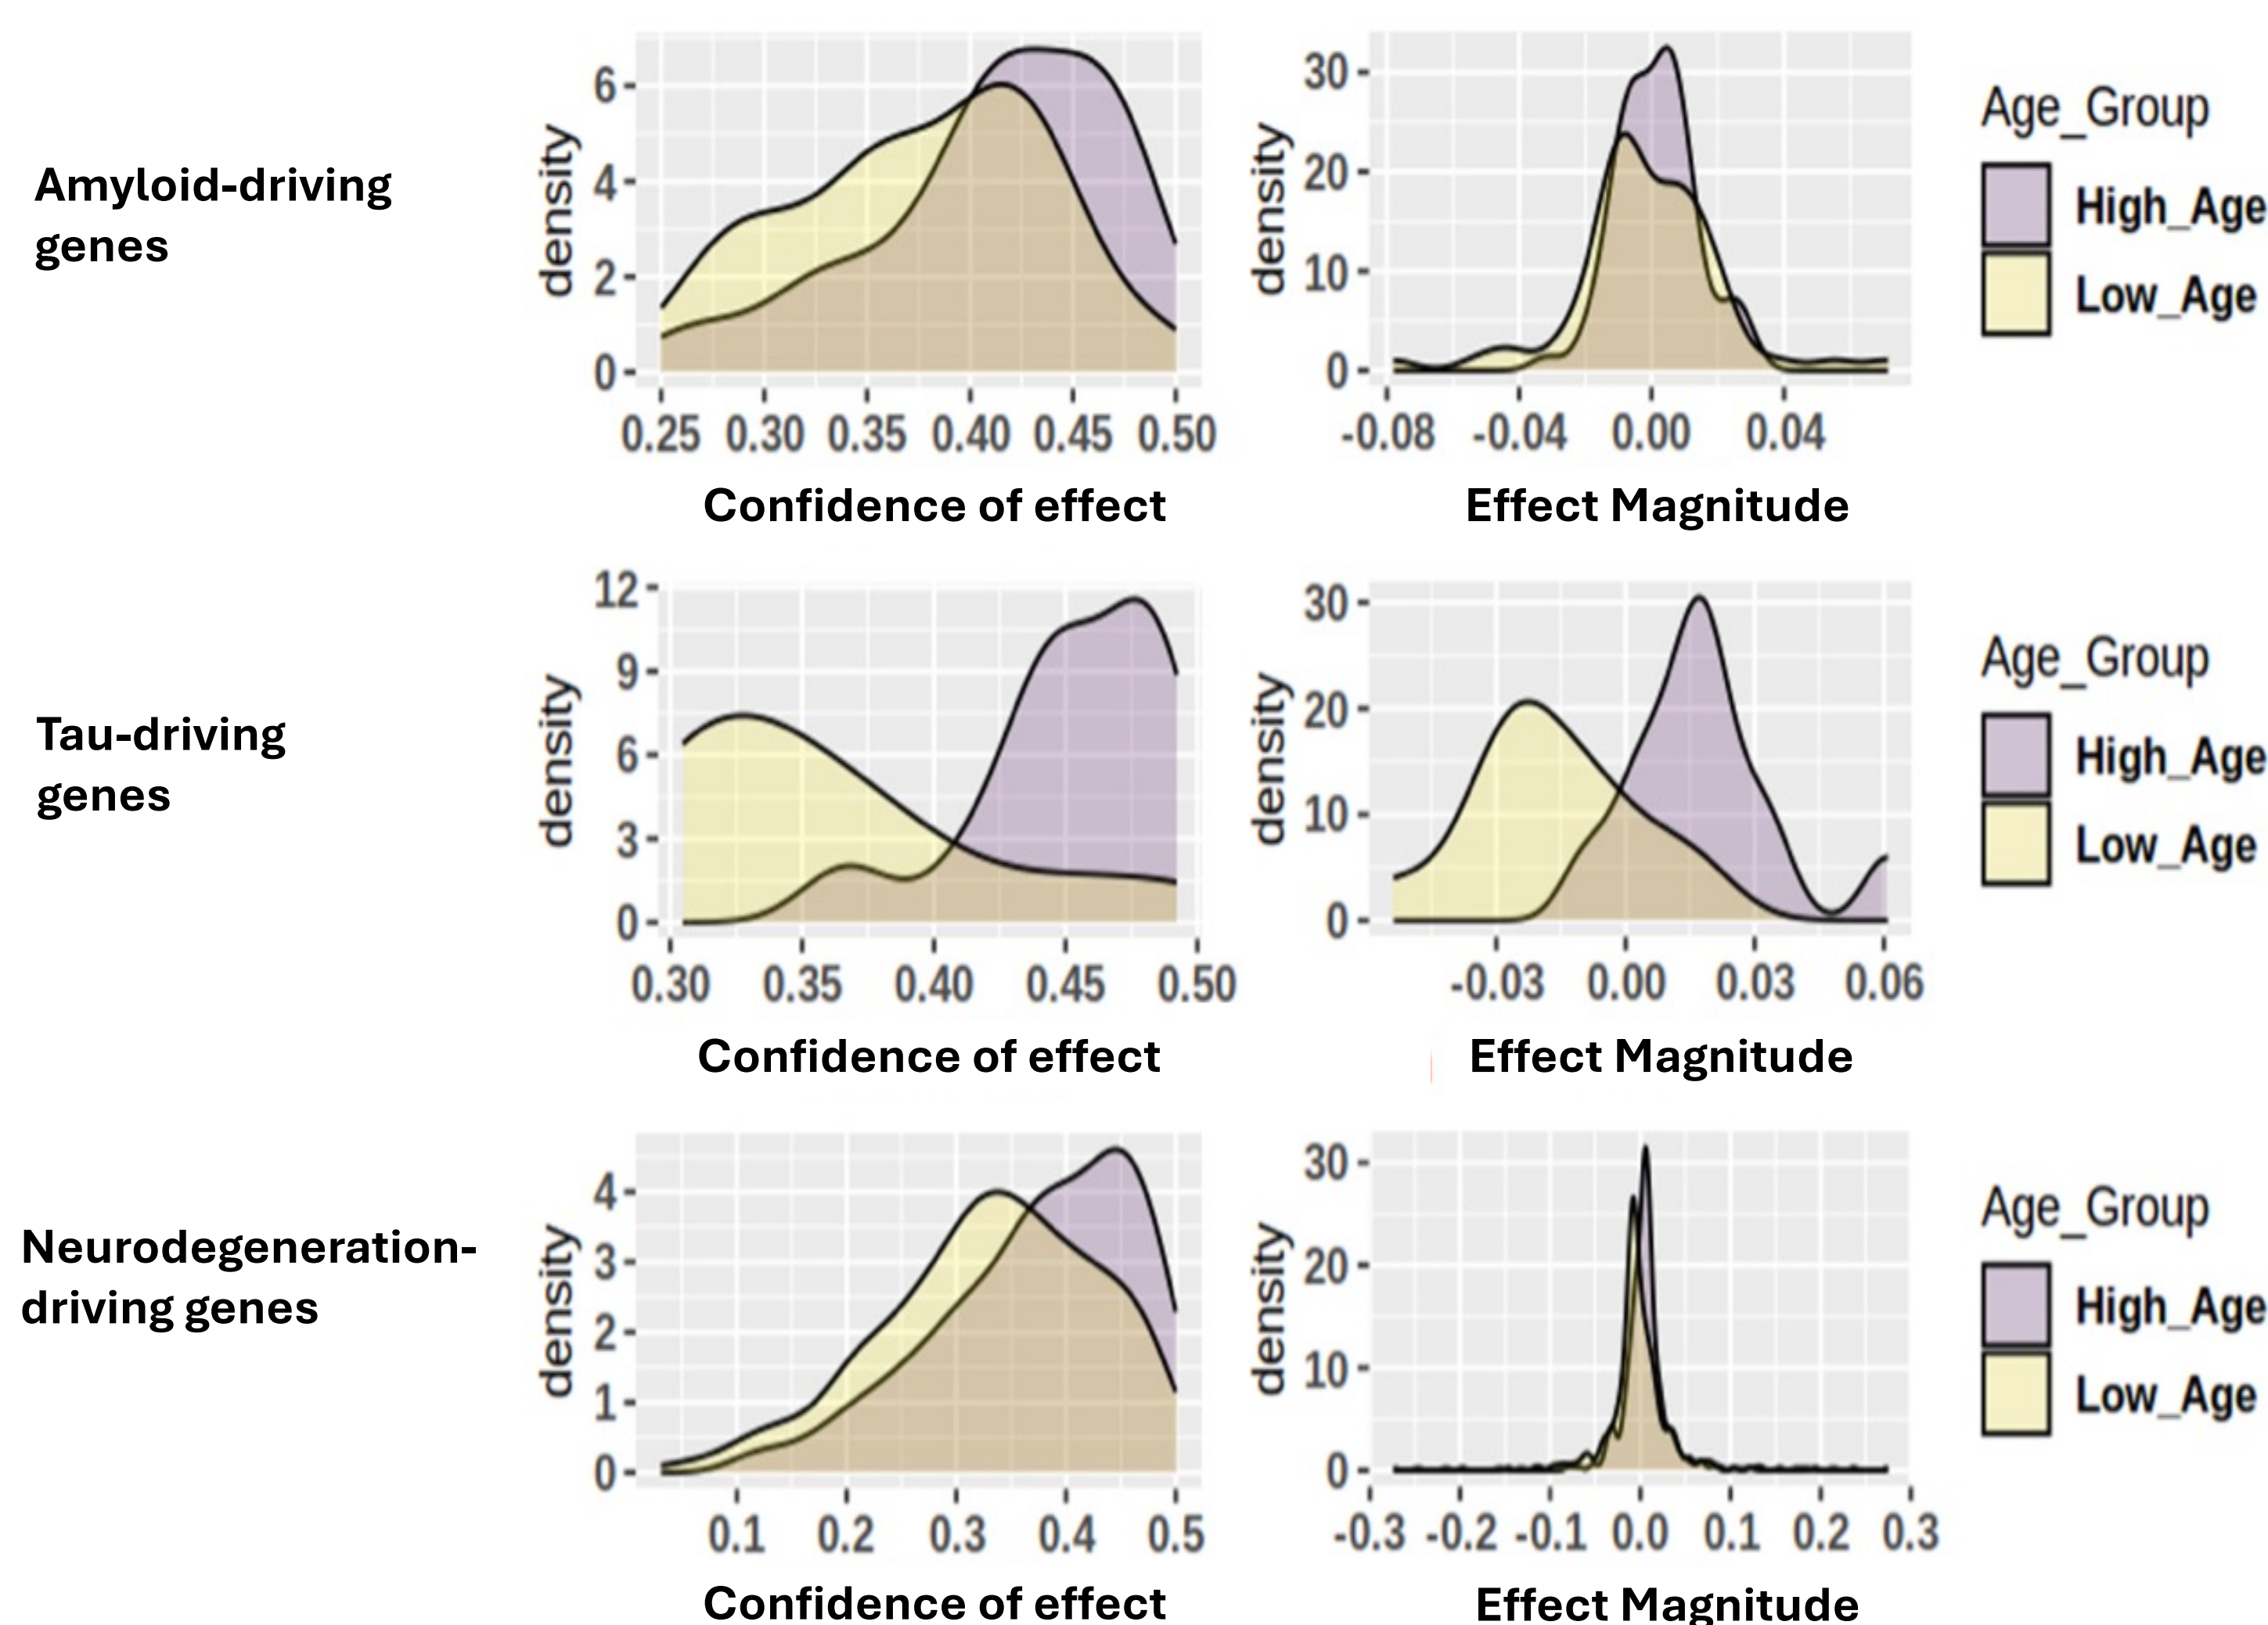 Amyloid-driving
genes
density
6
4
2
0
0.25 0.30 0.35 0.40 0.45 0.50
Confidence of effect
density
30
20
10
0
-0.08 -0.04 0.00 0.04
Effect Magnitude
Age_Group
High_Age
Low_Age
Tau-driving
genes
density
12
9
6
3
0
0.30 0.35 0.40 0.45 0.50
Confidence of effect
density
30
20
10
0
-0.03 0.00 0.03 0.06
Effect Magnitude
Age_Group
High_Age
Low_Age
Neurodegeneration-
driving genes
density
4
3
2
1
0
0.1 0.2 0.3 0.4 0.5
Confidence of effect
density
30
20
10
0
-0.3 -0.2 -0.1 0.0 0.1 0.2 0.3
Effect Magnitude
Age_Group
High_Age
Low_Age